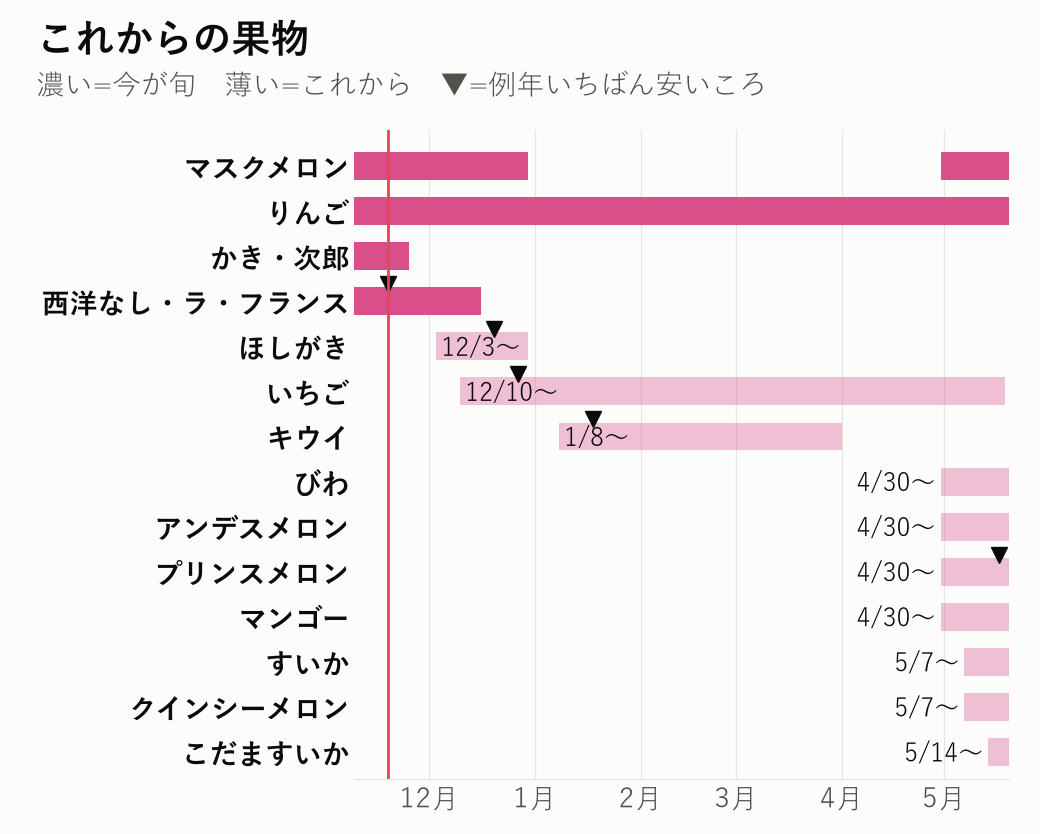 これからの果物
濃い=今が旬　薄い=これから　▼=例年いちばん安いころ
マスクメロン
りんご
かき・次郎
西洋なし・ラ・フランス
ほしがき 12/3〜
いちご 12/10〜
キウイ 1/8〜
びわ 4/30〜
アンデスメロン 4/30〜
プリンスメロン 4/30〜
マンゴー 4/30〜
すいか 5/7〜
クインシーメロン 5/7〜
こだますいか 5/14〜
12月 1月 2月 3月 4月 5月